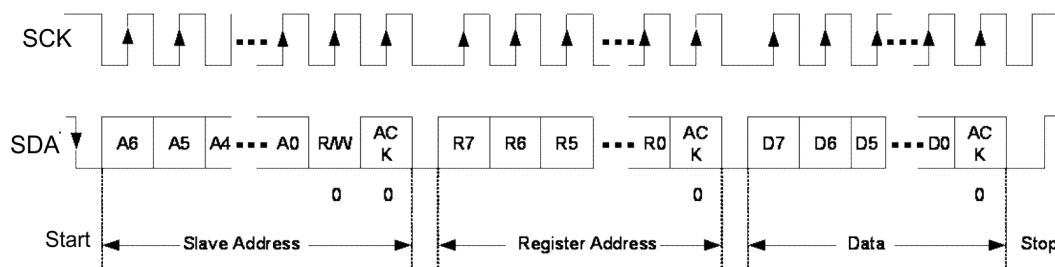 SCK
SDA
A6 A5 A4 A0 R/W AC K R7 R6 R5 R0 AC K D7 D6 D5 D0 AC K
0 0 0 0
Start Slave Address Register Address Data Stop